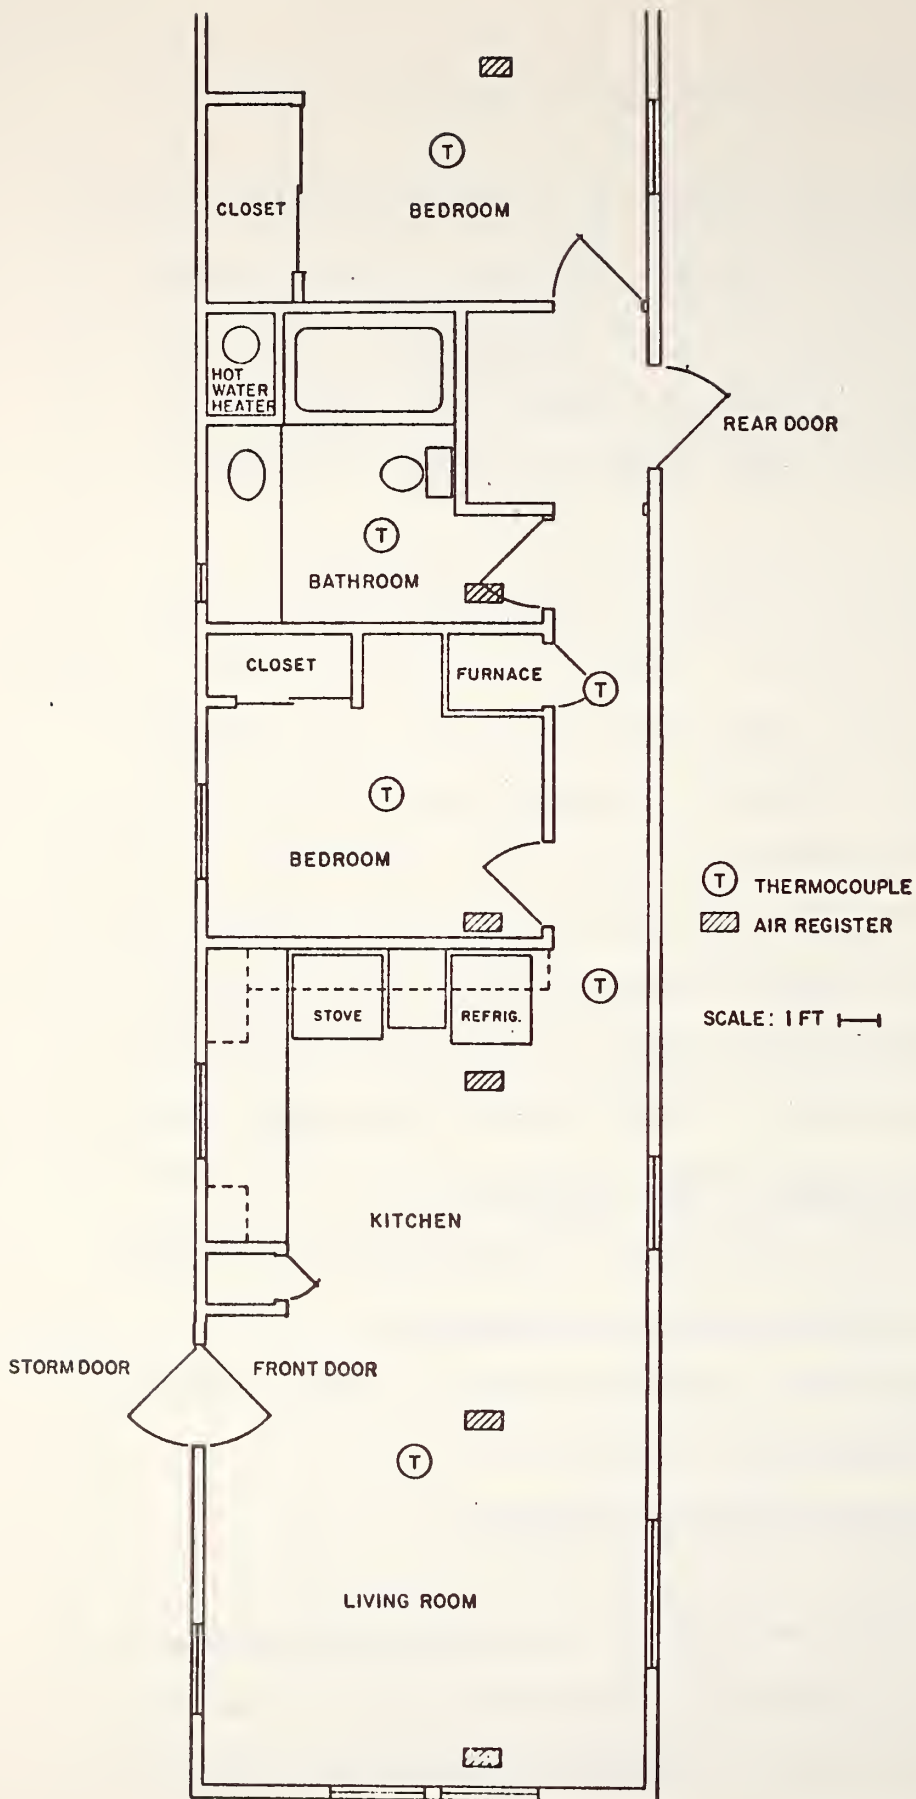 T
CLOSET
BEDROOM
HOT
WATER
HEATER
REAR DOOR
T
BATHROOM
CLOSET
FURNACE
T
T
BEDROOM
T THERMOCOUPLE
AIR REGISTER
T
STOVE
REFRIG.
SCALE: 1 FT
KITCHEN
STORM DOOR
FRONT DOOR
T
LIVING ROOM